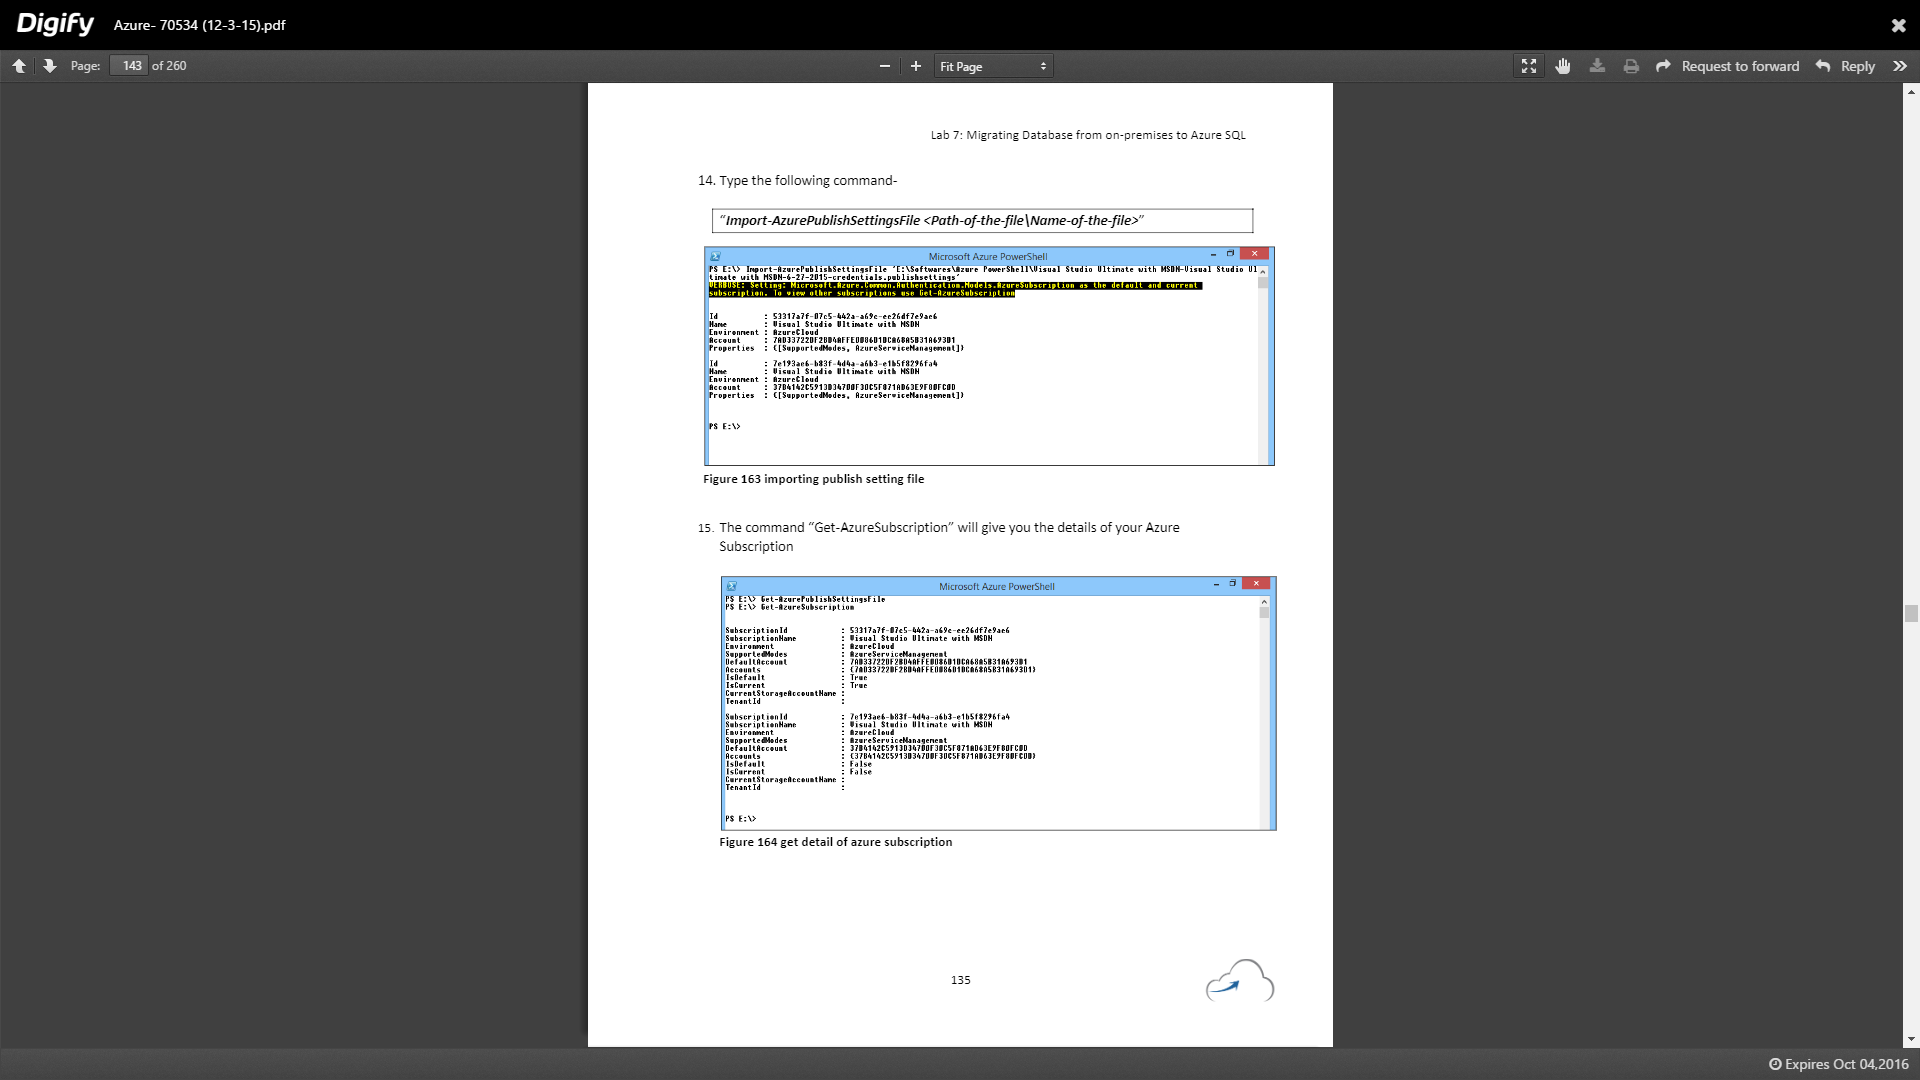 Digify Azure- 70534 (12-3-15).pdf
Page: 143 of 260 Fit Page Request to forward Reply
Lab 7: Migrating Database from on-premises to Azure SQL
14. Type the following command-
“Import-AzurePublishSettingsFile <Path-of-the-file\Name-of-the-file>”
Microsoft Azure PowerShell
PS E:\> Import-AzurePublishSettingsFile 'E:\Softwares\Azure PowerShell\Visual Studio Ultimate with MSDN-Visual Studio Ul
timate with MSDN-6-27-2015-credentials.publishsettings'
VERBOSE: Setting: Microsoft.Azure.Common.Authentication.Models.AzureSubscription as the default and current
subscription. To view other subscriptions use Get-AzureSubscription
Id : 53317a7f-07c5-442a-a69c-ee26df7e9ae6
Name : Visual Studio Ultimate with MSDN
Environment : AzureCloud
Account :
Properties : {[SupportedModes, AzureServiceManagement]}
Id : 7e193ae6-b83f-4d4a-a6b3-e1b5f8296fa4
Name : Visual Studio Ultimate with MSDN
Environment : AzureCloud
Account :
Properties : {[SupportedModes, AzureServiceManagement]}
PS E:\>
Figure 163 importing publish setting file
15. The command “Get-AzureSubscription” will give you the details of your Azure
Subscription
Microsoft Azure PowerShell
PS E:\> Get-AzurePublishSettingsFile
PS E:\> Get-AzureSubscription
SubscriptionId : 53317a7f-07c5-442a-a69c-ee26df7e9ae6
SubscriptionName : Visual Studio Ultimate with MSDN
Environment : AzureCloud
SupportedModes : AzureServiceManagement
DefaultAccount :
Accounts :
IsDefault : True
IsCurrent : True
CurrentStorageAccountName :
TenantId :
SubscriptionId : 7e193ae6-b83f-4d4a-a6b3-e1b5f8296fa4
SubscriptionName : Visual Studio Ultimate with MSDN
Environment : AzureCloud
SupportedModes : AzureServiceManagement
DefaultAccount :
Accounts :
IsDefault : False
IsCurrent : False
CurrentStorageAccountName :
TenantId :
PS E:\>
Figure 164 get detail of azure subscription
135
Expires Oct 04,2016